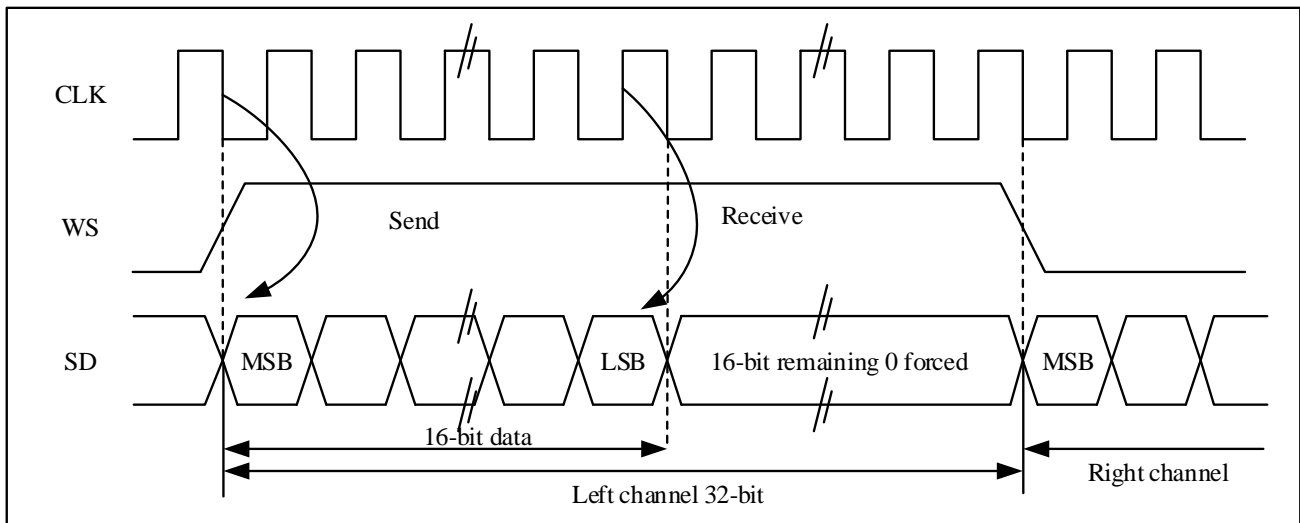 CLK
WS
Send
Receive
SD
MSB
LSB
16-bit remaining 0 forced
MSB
16-bit data
Left channel 32-bit
Right channel